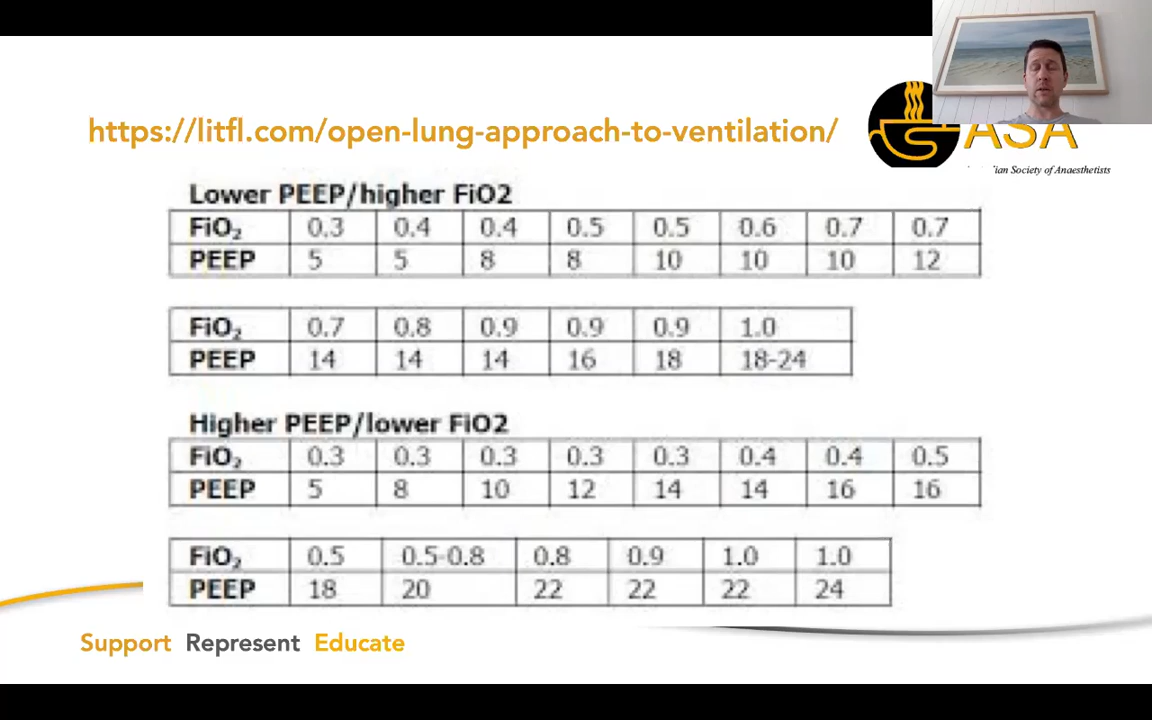 https://litfl.com/open-lung-approach-to-ventilation/
ASA
ian Society of Anaesthetists
Lower PEEP/higher FiO2
FiO₂ 0.3 0.4 0.4 0.5 0.5 0.6 0.7 0.7
PEEP 5 5 8 8 10 10 10 12
FiO₂ 0.7 0.8 0.9 0.9 0.9 1.0
PEEP 14 14 14 16 18 18-24
Higher PEEP/lower FiO2
FiO₂ 0.3 0.3 0.3 0.3 0.3 0.4 0.4 0.5
PEEP 5 8 10 12 14 14 16 16
FiO₂ 0.5 0.5-0.8 0.8 0.9 1.0 1.0
PEEP 18 20 22 22 22 24
Support Represent Educate